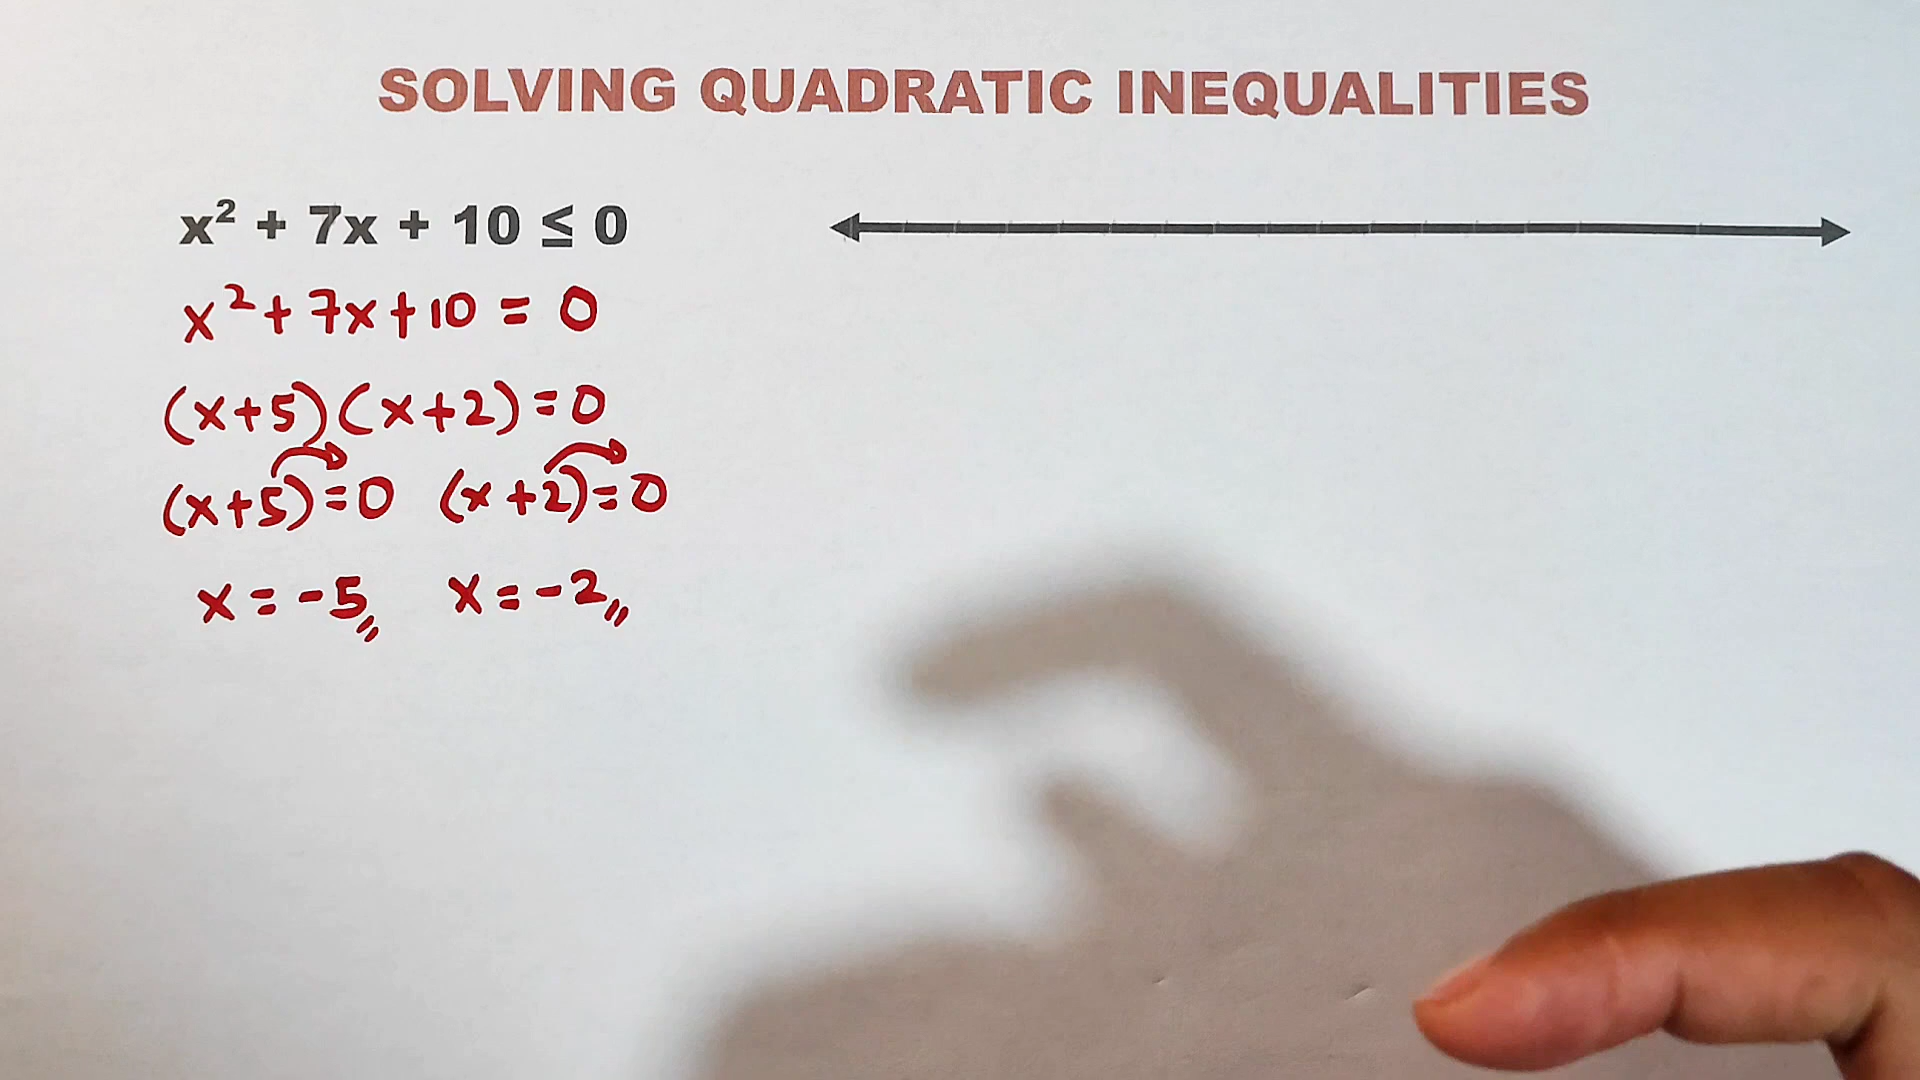 SOLVING QUADRATIC INEQUALITIES
x² + 7x + 10 ≤ 0
x² + 7x + 10 = 0
(x+5)(x+2)=0
(x+5)=0 (x+2)=0
x = -5,, x = -2,,